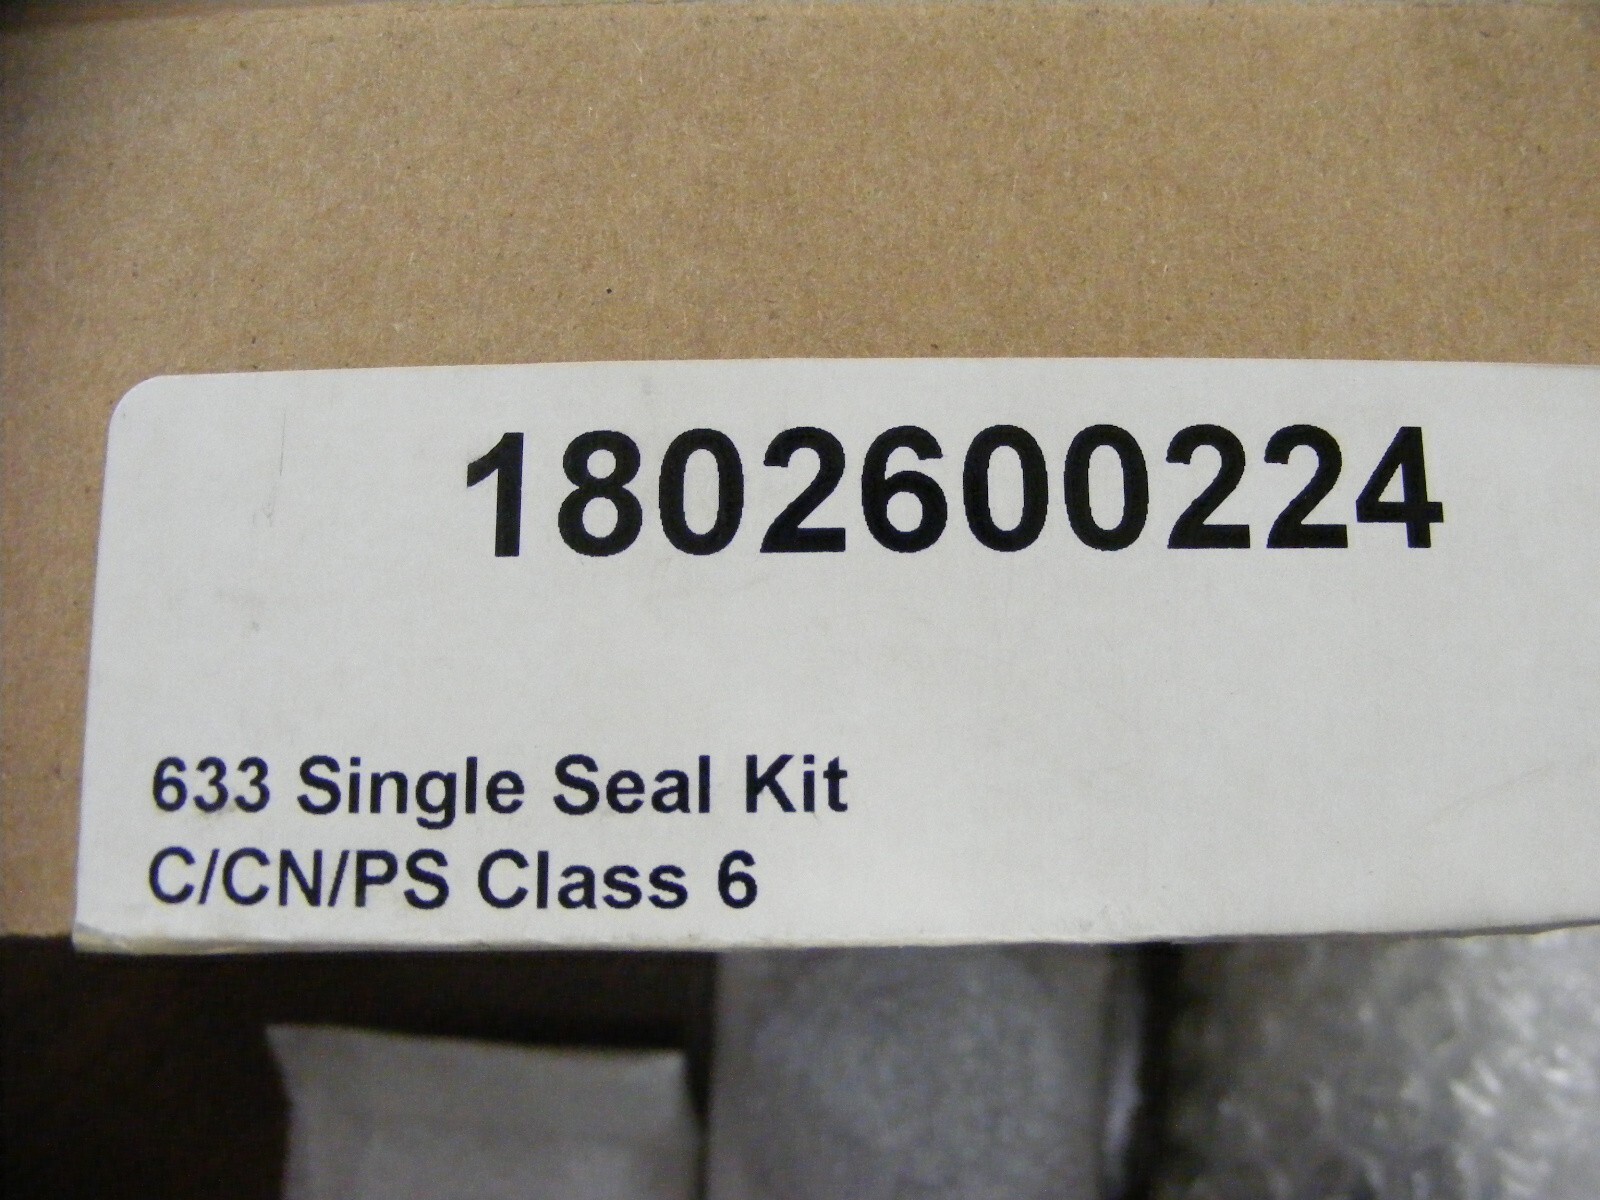 1802600224
633 Single Seal Kit
C/CN/PS Class 6